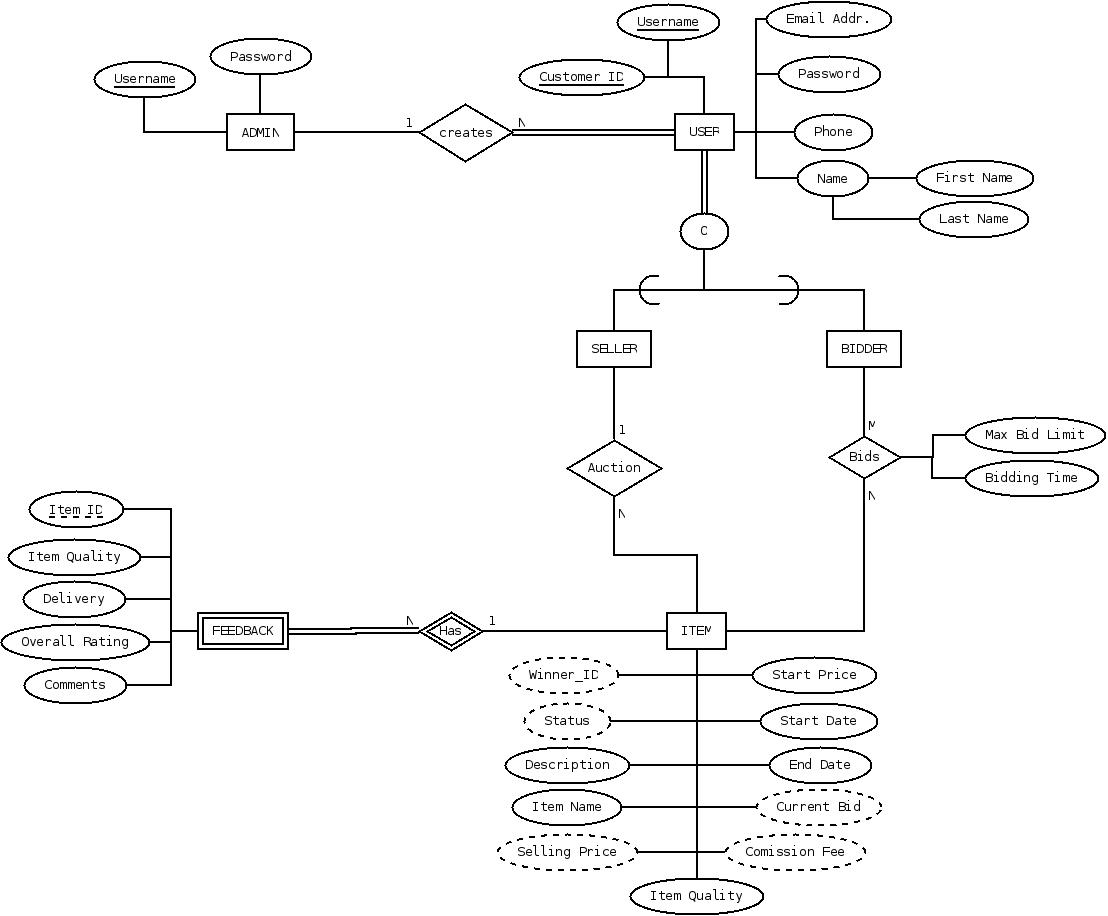 Username
Email Addr.
Password
Username
Customer ID
Password
ADMIN
1
creates
N
USER
Phone
Name
First Name
Last Name
C
SELLER
BIDDER
1
Auction
N
M
Bids
N
Max Bid Limit
Bidding Time
Item ID
Item Quality
Delivery
Overall Rating
Comments
FEEDBACK
N
Has
1
ITEM
Winner_ID
Start Price
Status
Start Date
Description
End Date
Item Name
Current Bid
Selling Price
Comission Fee
Item Quality